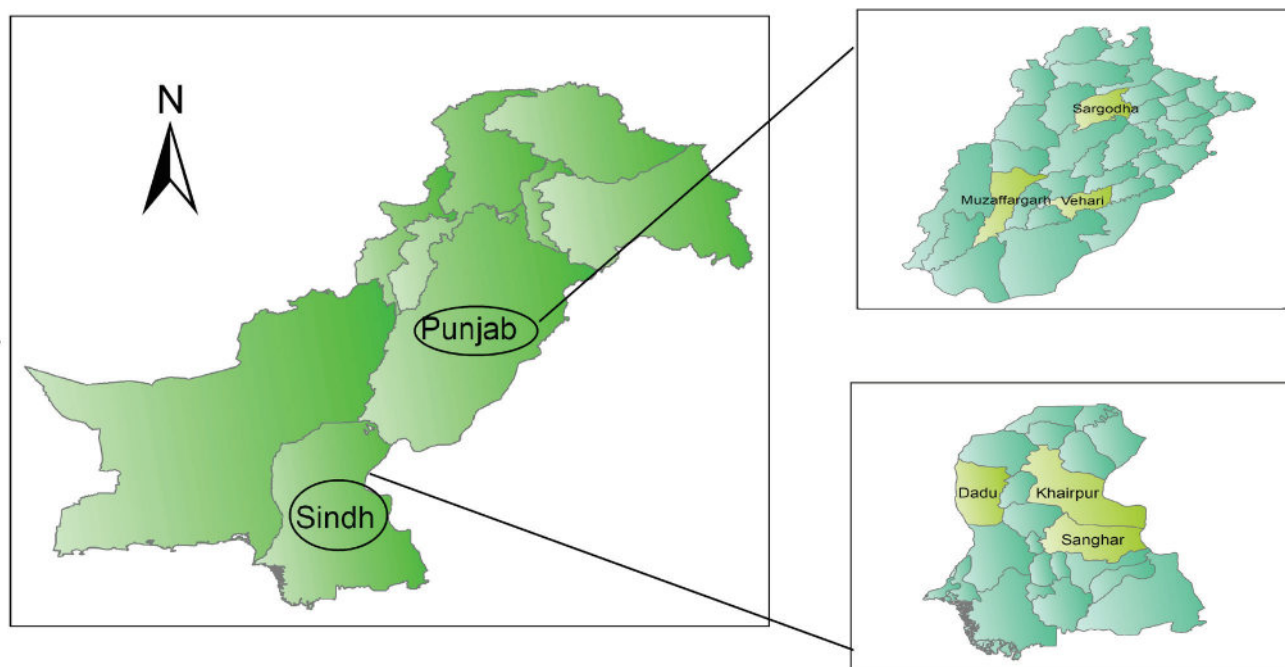 N
Punjab
Sindh
Sargodha
Muzaffargarh
Vehari
Dadu
Khairpur
Sanghar